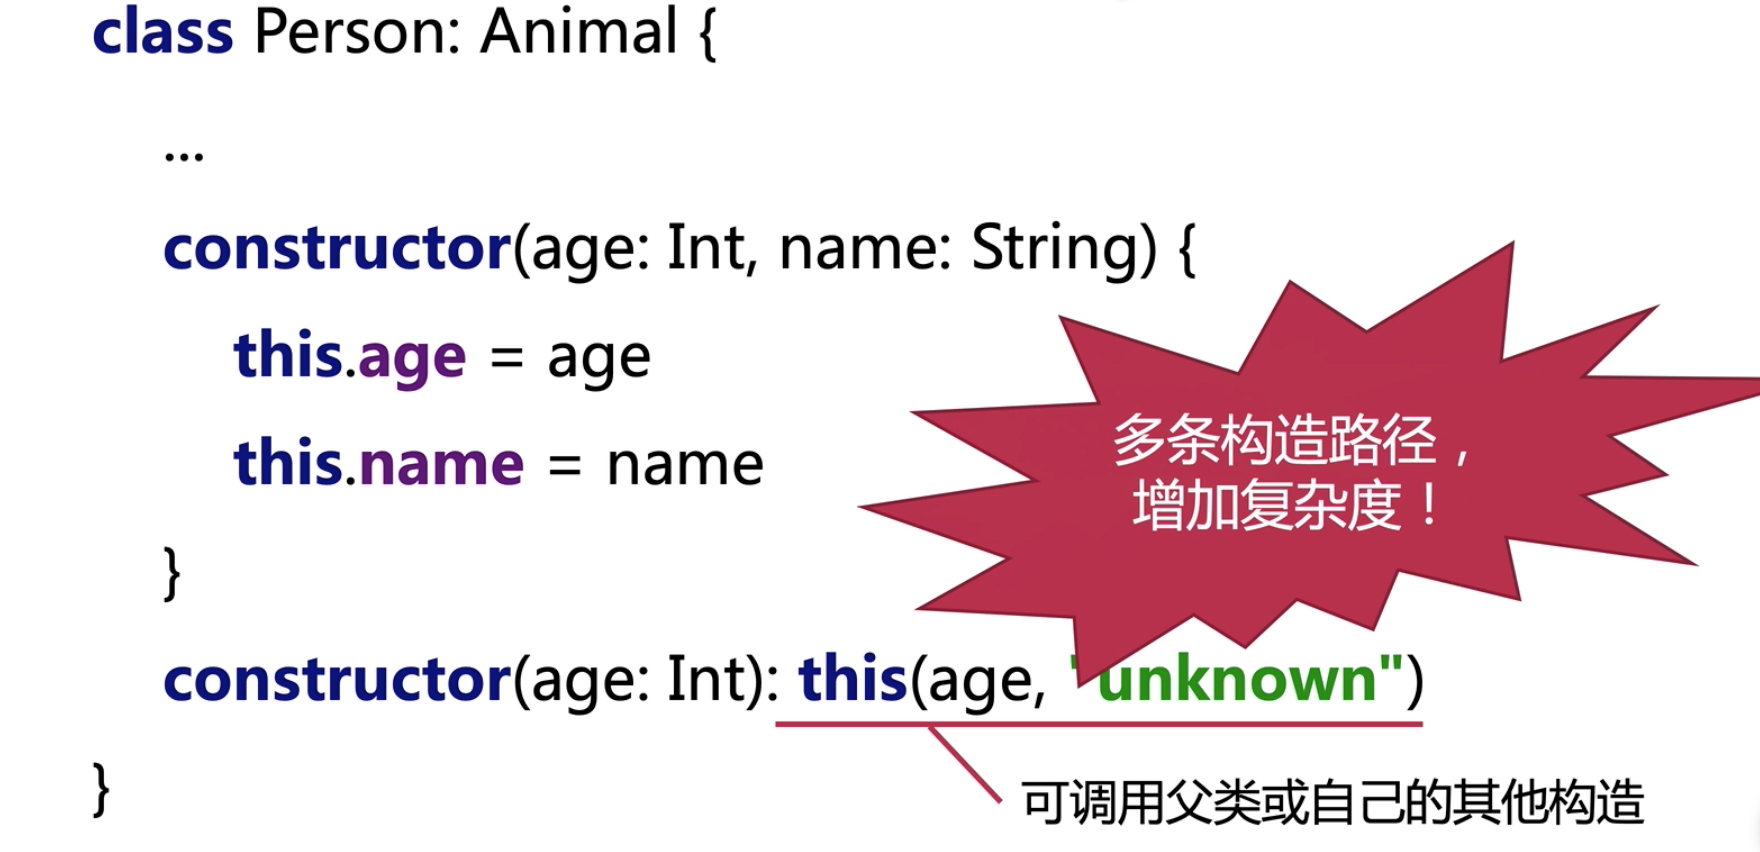 class Person: Animal {
...
constructor(age: Int, name: String) {
this.age = age
this.name = name
}
constructor(age: Int): this(age, "unknown")
}
多条构造路径，
增加复杂度！
可调用父类或自己的其他构造